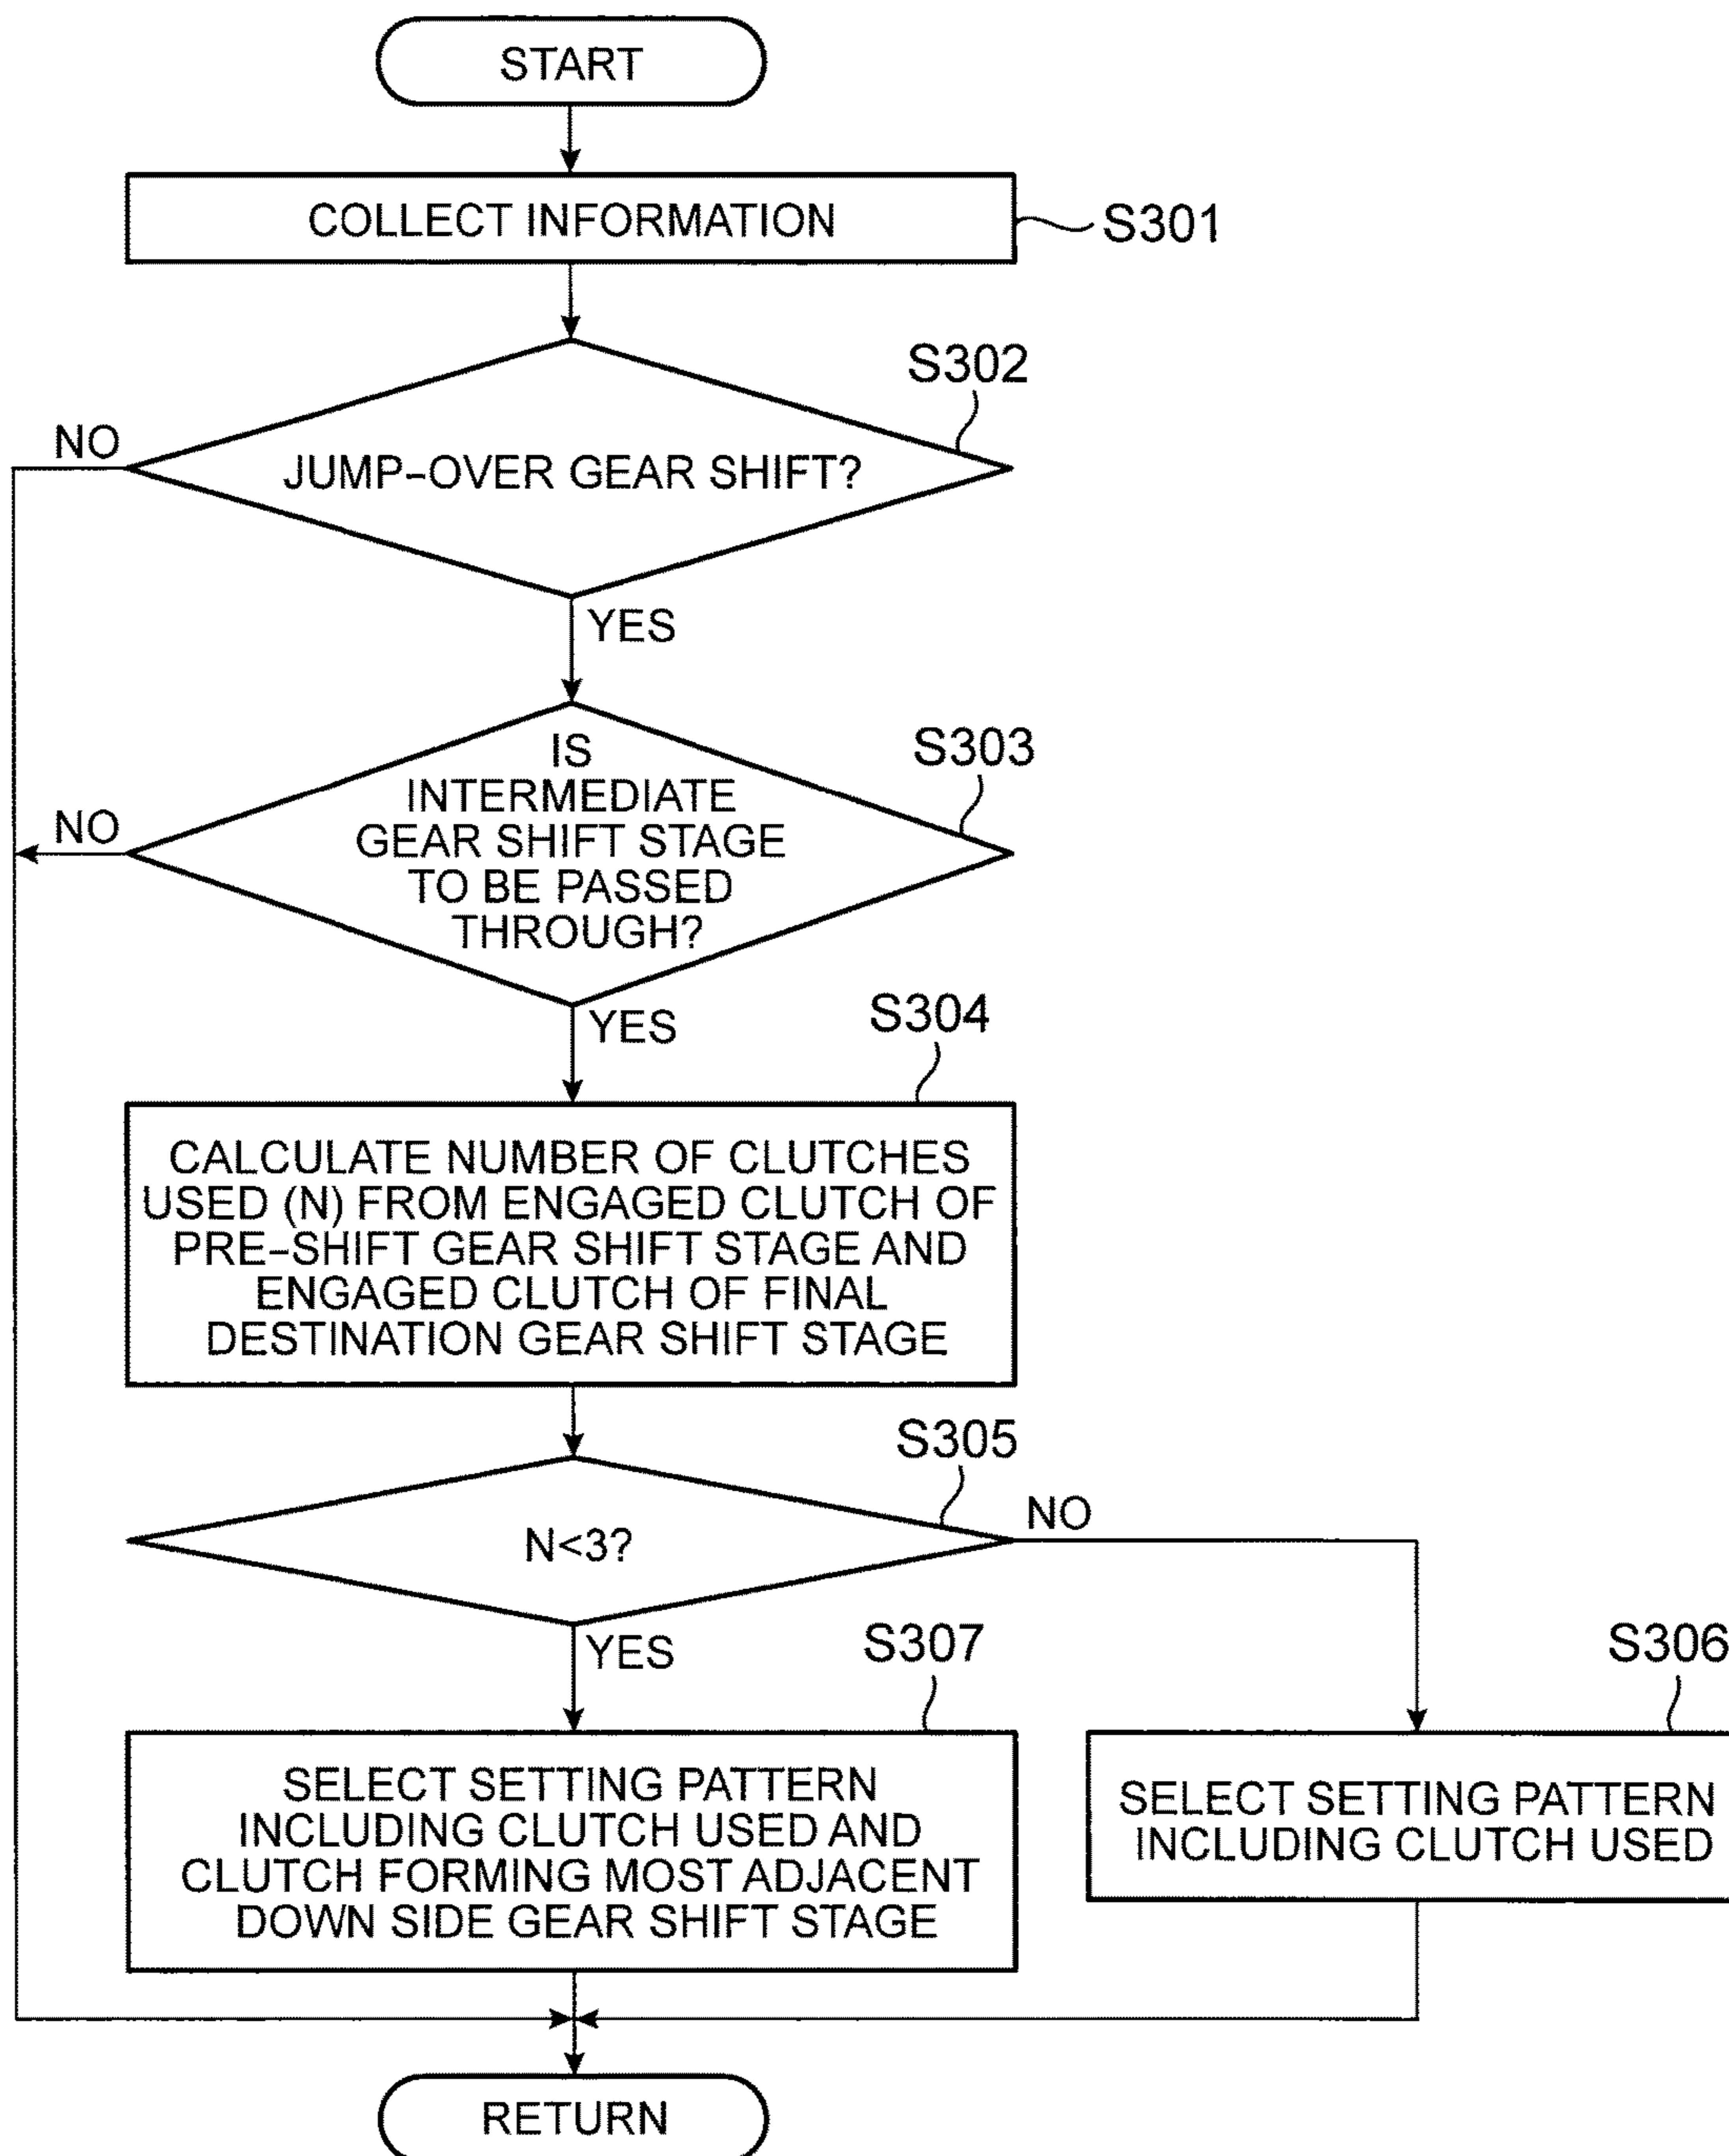 START
COLLECT INFORMATION
S301
S302
NO
JUMP-OVER GEAR SHIFT?
YES
S303
IS
INTERMEDIATE
GEAR SHIFT STAGE
TO BE PASSED
THROUGH?
NO
YES
S304
CALCULATE NUMBER OF CLUTCHES
USED (N) FROM ENGAGED CLUTCH OF
PRE-SHIFT GEAR SHIFT STAGE AND
ENGAGED CLUTCH OF FINAL
DESTINATION GEAR SHIFT STAGE
S305
N<3?
NO
YES
S307
S306
SELECT SETTING PATTERN
INCLUDING CLUTCH USED AND
CLUTCH FORMING MOST ADJACENT
DOWN SIDE GEAR SHIFT STAGE
SELECT SETTING PATTERN
INCLUDING CLUTCH USED
RETURN